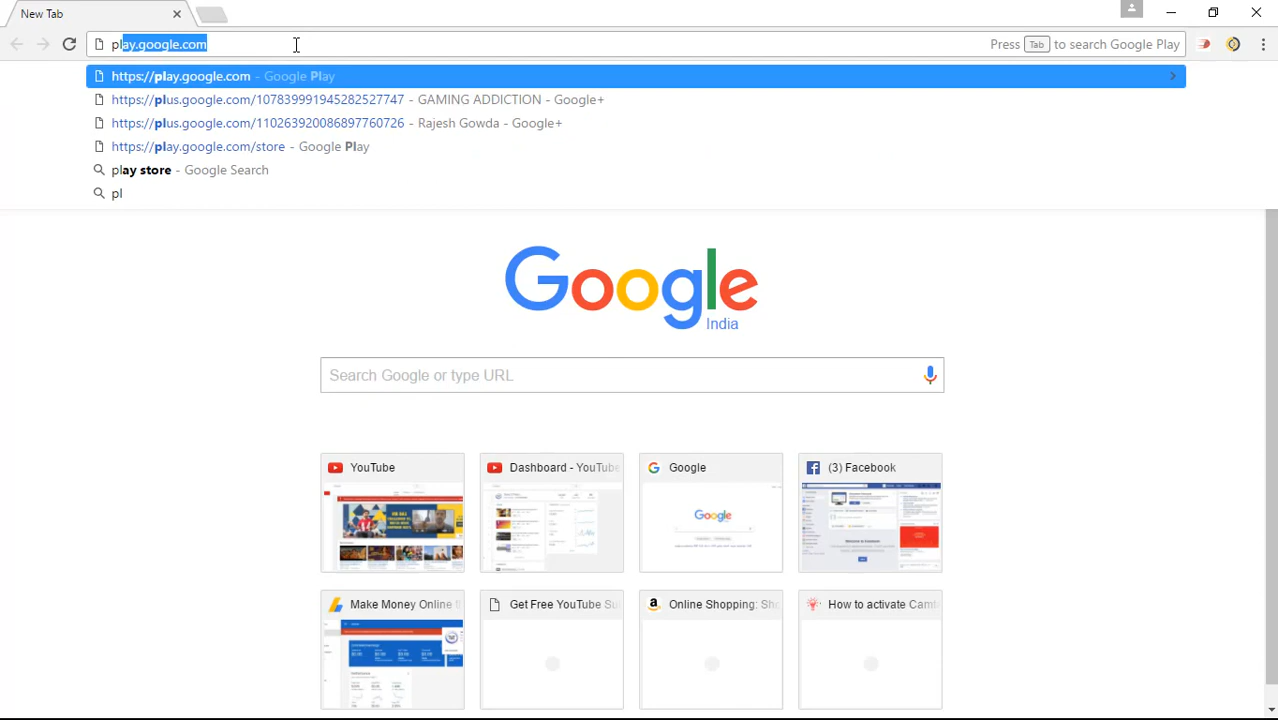 New Tab
play.google.com
Press Tab to search Google Play
https://play.google.com - Google Play
https://plus.google.com/107839991945282527747 - GAMING ADDICTION - Google+
https://plus.google.com/110263920086897760726 - Rajesh Gowda - Google+
https://play.google.com/store - Google Play
play store - Google Search
pl
Google
India
Search Google or type URL
YouTube
Dashboard - YouTube
Google
(3) Facebook
Google
Make Money Online
Get Free YouTube Su
Online Shopping: Sho
How to activate Camt